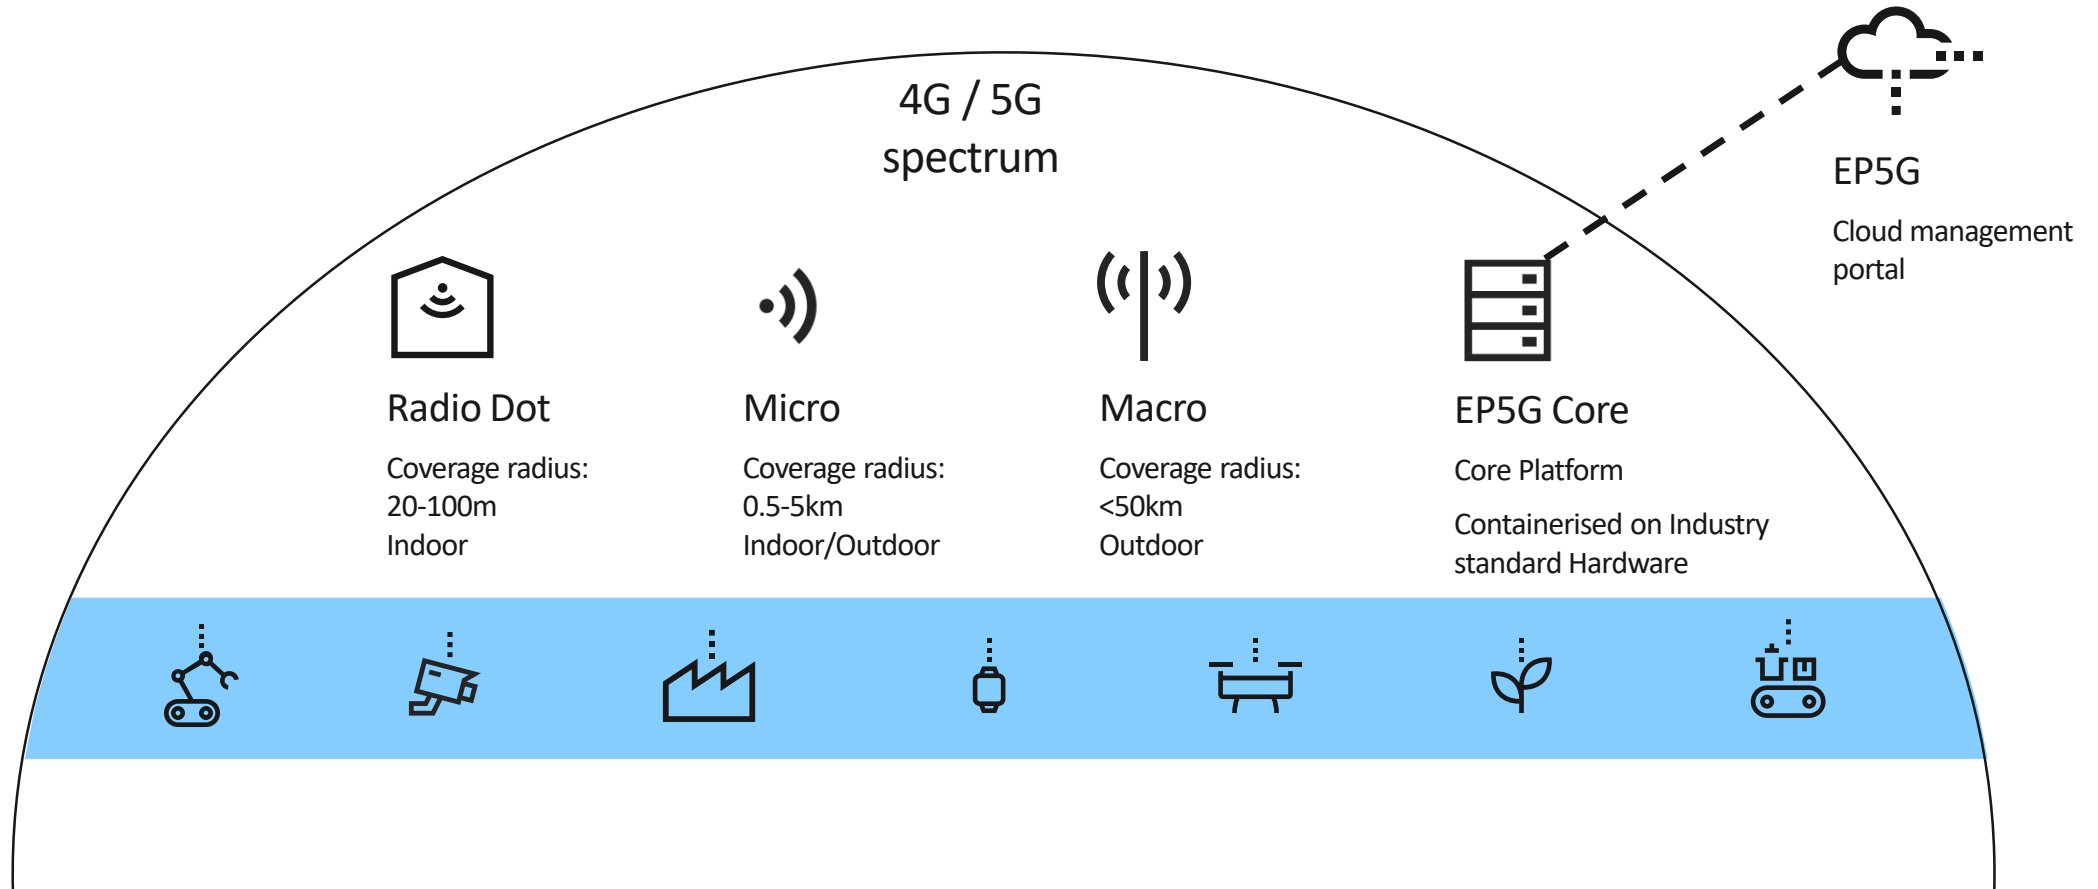 4G / 5G
spectrum
EP5G
Cloud management
portal
Radio Dot
Coverage radius:
20-100m
Indoor
Micro
Coverage radius:
0.5-5km
Indoor/Outdoor
Macro
Coverage radius:
<50km
Outdoor
EP5G Core
Core Platform
Containerised on Industry
standard Hardware